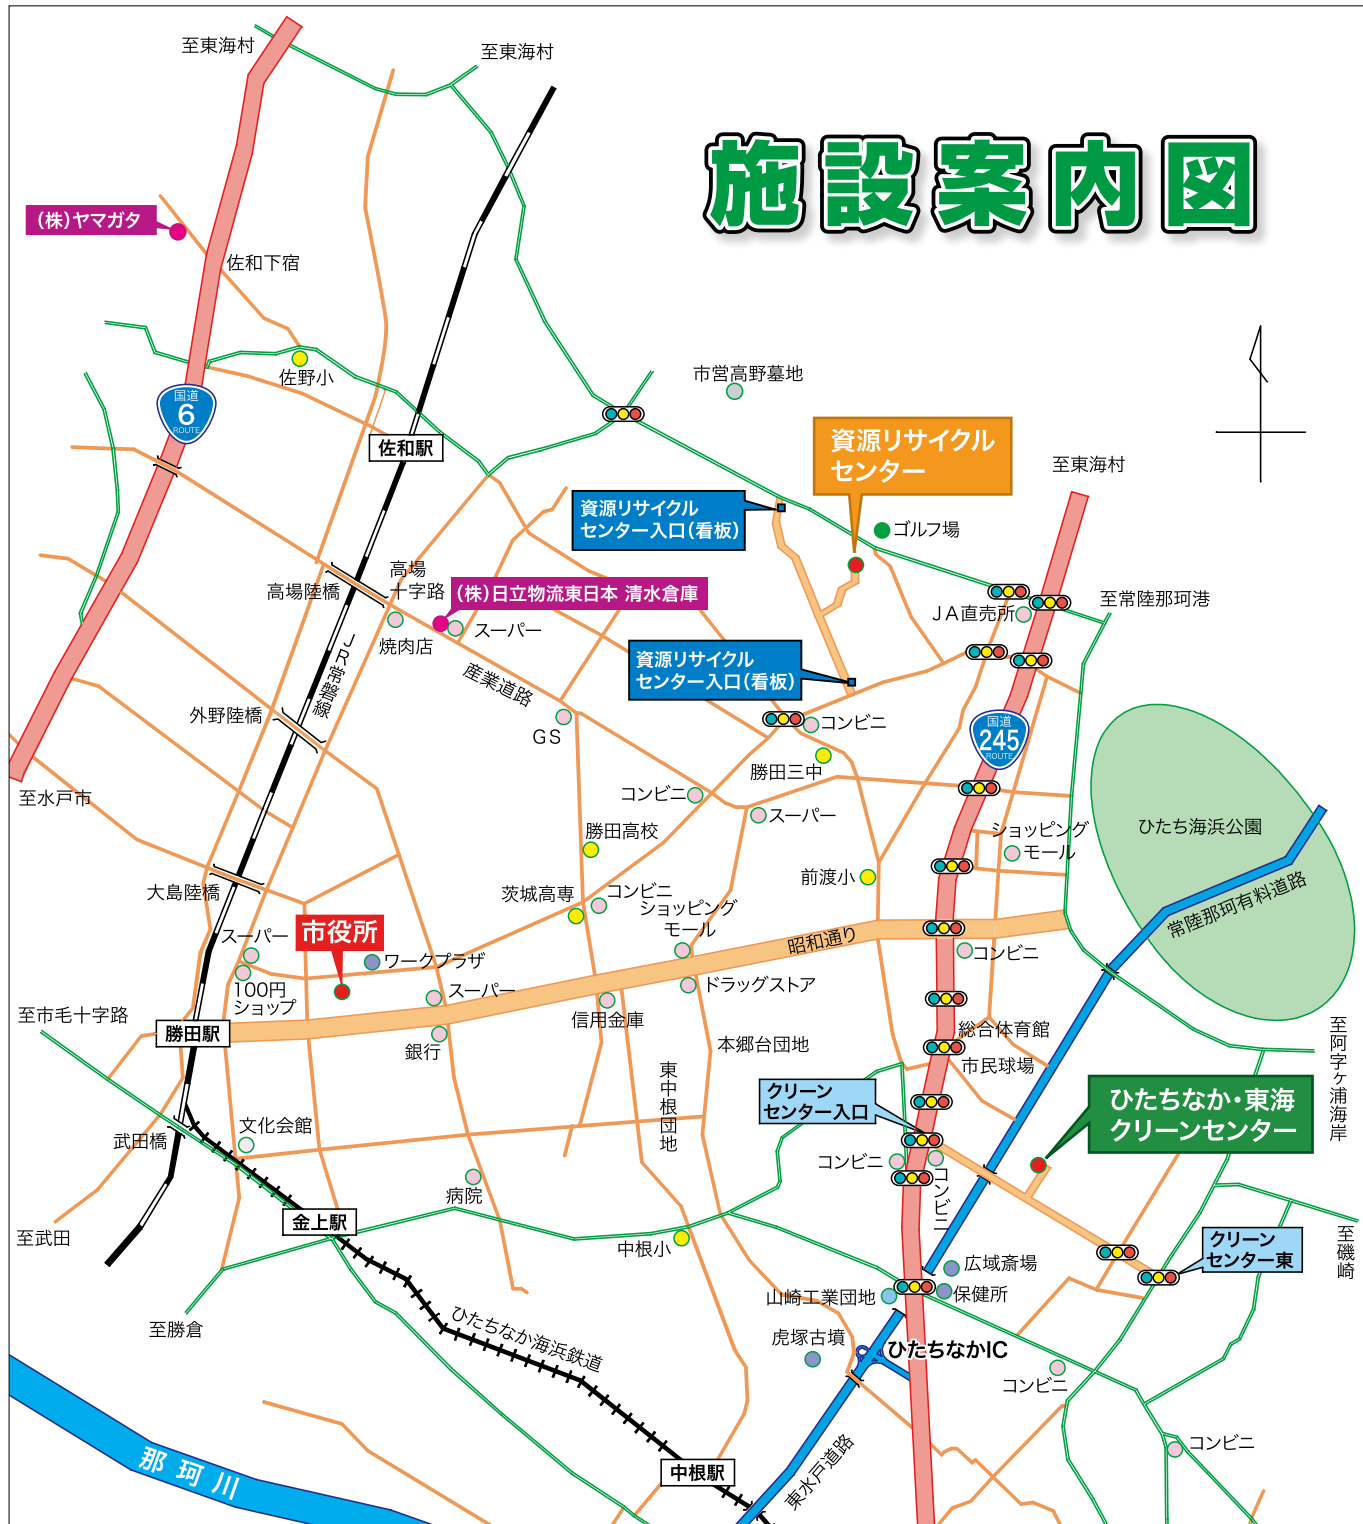 施設案内図
至東海村
至東海村
(株)ヤマガタ
佐和下宿
佐野小
国道
6
ROUTE
佐和駅
市営高野墓地
資源リサイクル
センター
至東海村
資源リサイクル
センター入口(看板)
ゴルフ場
高場
十字路
高場陸橋
(株)日立物流東日本 清水倉庫
至常陸那珂港
JA直売所
焼肉店
スーパー
JR常磐線
産業道路
資源リサイクル
センター入口(看板)
外野陸橋
GS
コンビニ
国道
245
ROUTE
勝田三中
至水戸市
コンビニ
スーパー
ひたち海浜公園
勝田高校
ショッピング
モール
大島陸橋
茨城高専
コンビニ
前渡小
ショッピング
モール
常陸那珂有料道路
市役所
スーパー
昭和通り
コンビニ
ワークプラザ
100円
ショップ
スーパー
ドラッグストア
至市毛十字路
勝田駅
信用金庫
総合体育館
至阿字ヶ浦海岸
銀行
本郷台団地
市民球場
東中根団地
クリーン
センター入口
ひたちなか・東海
クリーンセンター
文化会館
武田橋
コンビニ
コンビニ
病院
金上駅
至武田
中根小
クリーン
センター東
至磯崎
広域斎場
山崎工業団地
保健所
至勝倉
ひたちなか海浜鉄道
虎塚古墳
ひたちなかIC
コンビニ
コンビニ
那珂川
中根駅
東水戸道路